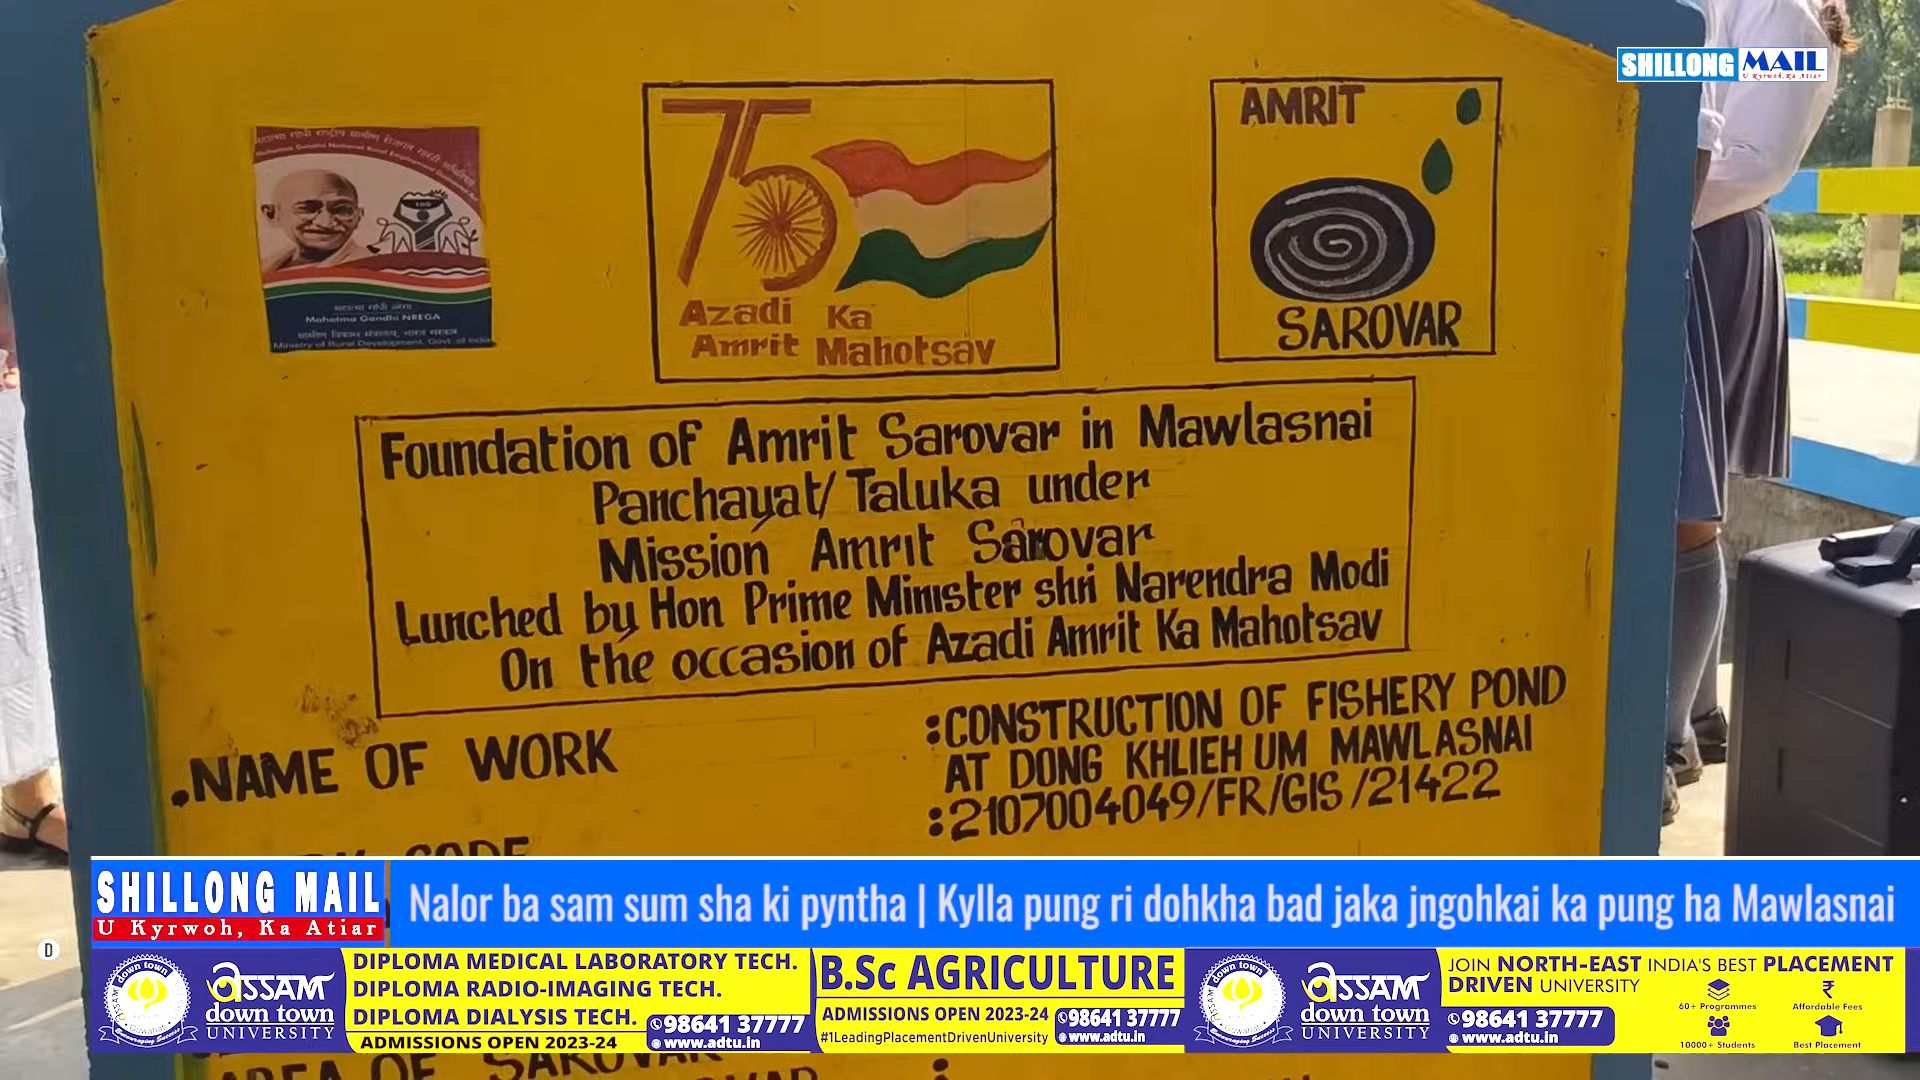 SHILLONG MAIL
U Kyrwoh, Ka Atiar
75
Azadi Ka
Amrit Mahotsav
AMRIT
SAROVAR
Mahatma Gandhi NREGA
Ministry of Rural Development, Govt. of India
Foundation of Amrit Sarovar in Mawlasnai
Panchayat/ Taluka under
Mission Amrit Sarovar
Lunched by Hon Prime Minister shri Narendra Modi
On the occasion of Azadi Amrit Ka Mahotsav
.NAME OF WORK
:CONSTRUCTION OF FISHERY POND
AT DONG KHLIEH UM MAWLASNAI
:2107004049/FR/GIS/21422
CODE
SHILLONG MAIL
U Kyrwoh, Ka Atiar
Nalor ba sam sum sha ki pyntha | Kylla pung ri dohkha bad jaka jngohkai ka pung ha Mawlasnai
D
down town
ASSAM
down town
UNIVERSITY
DIPLOMA MEDICAL LABORATORY TECH.
DIPLOMA RADIO-IMAGING TECH.
DIPLOMA DIALYSIS TECH.
ADMISSIONS OPEN 2023-24
98641 37777
www.adtu.in
B.Sc AGRICULTURE
ADMISSIONS OPEN 2023-24
#1LeadingPlacementDrivenUniversity
98641 37777
www.adtu.in
down town
ASSAM
down town
UNIVERSITY
JOIN NORTH-EAST INDIA'S BEST PLACEMENT
DRIVEN UNIVERSITY
98641 37777
www.adtu.in
60+ Programmes
Affordable Fees
10000+ Students
Best Placement
AREA OF SAROVAR